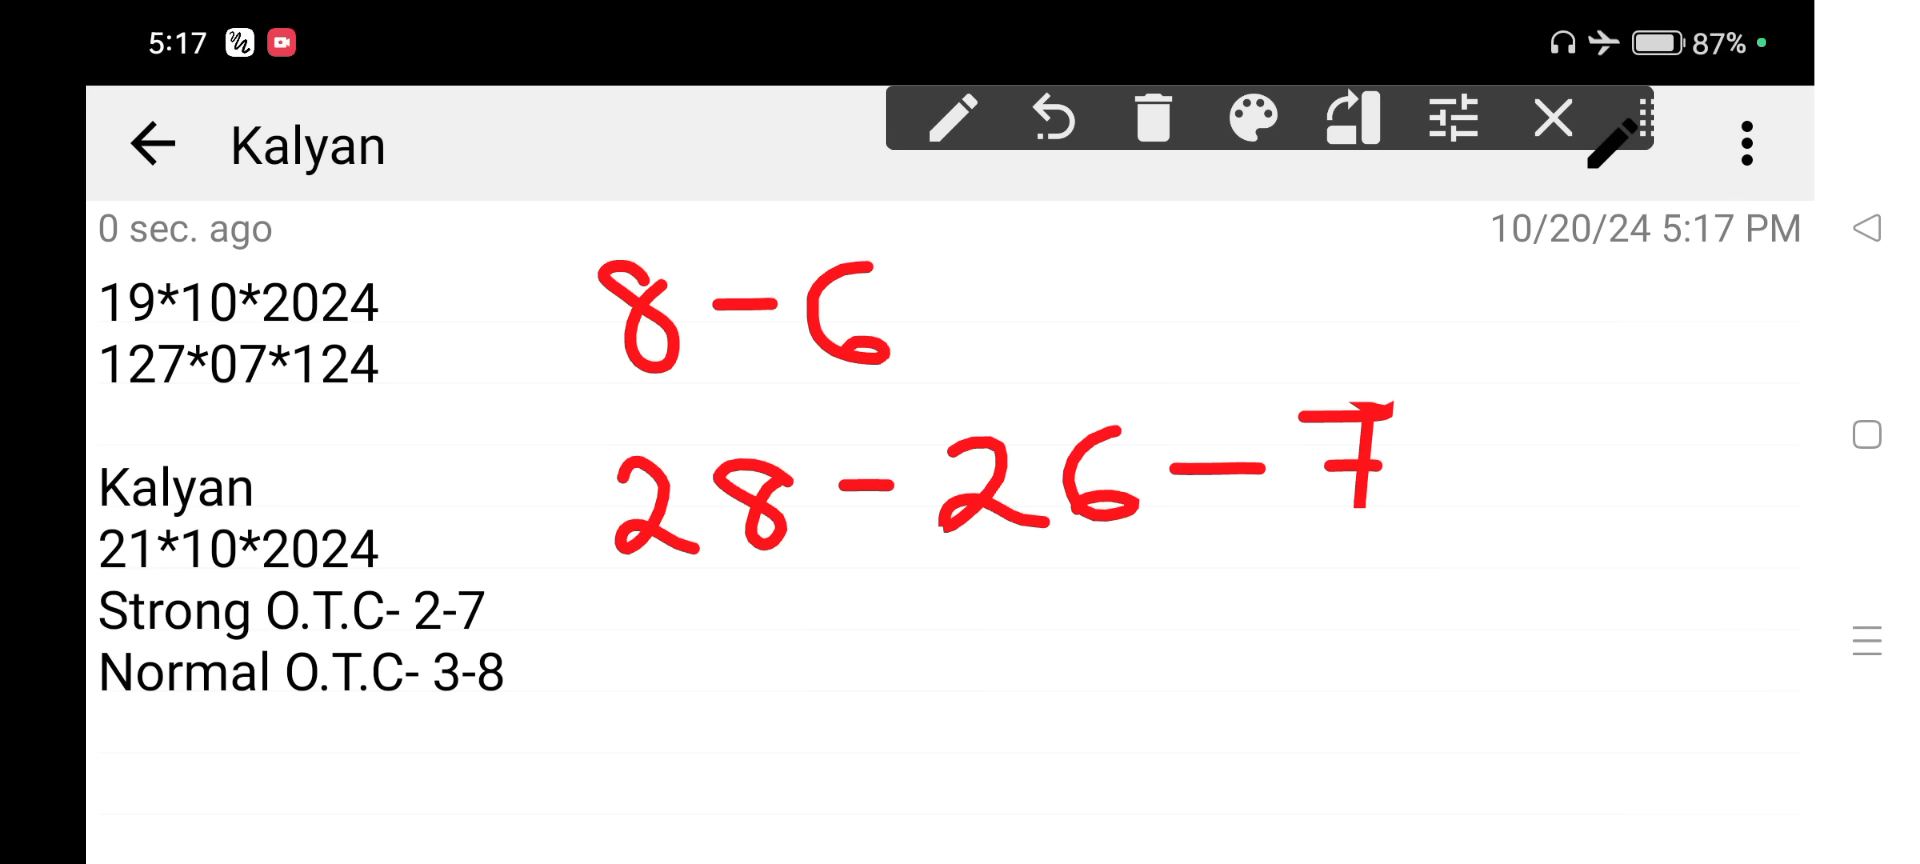 5:17 87%
Kalyan
0 sec. ago 10/20/24 5:17 PM
19*10*2024
8-6
127*07*124
Kalyan
28-26-7
21*10*2024
Strong O.T.C- 2-7
Normal O.T.C- 3-8